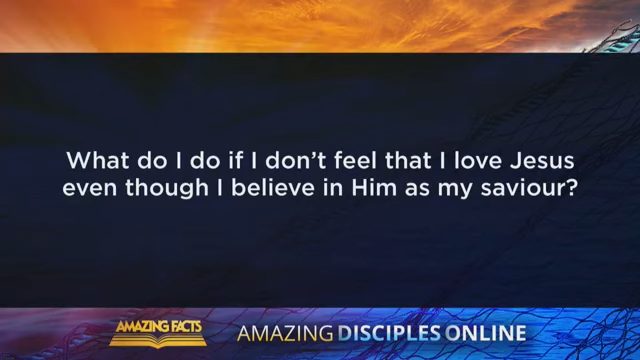 What do I do if I don’t feel that I love Jesus
even though I believe in Him as my saviour?
AMAZING FACTS
AMAZING DISCIPLES ONLINE